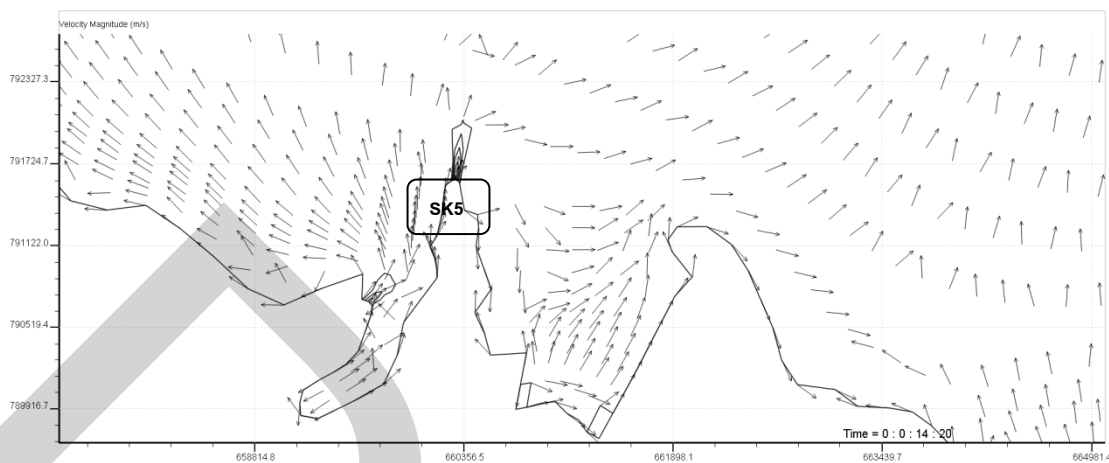 Velocity Magnitude (m/s)
792327.3
791724.7
SK5
791122.0
790519.4
789916.7
Time = 0 : 0 : 14 : 20
658814.8 660356.5 661898.1 663439.7 664981.4